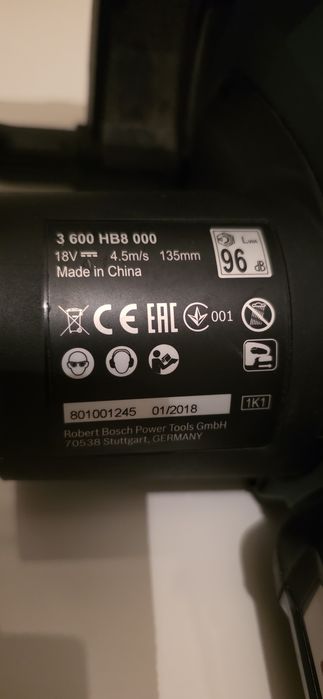 3 600 HB8 000
18V ⎓ 4.5m/s 135mm
Made in China
LWA
96 dB
CE EAC 001
801001245 01/2018
1K1
Robert Bosch Power Tools GmbH
70538 Stuttgart, GERMANY